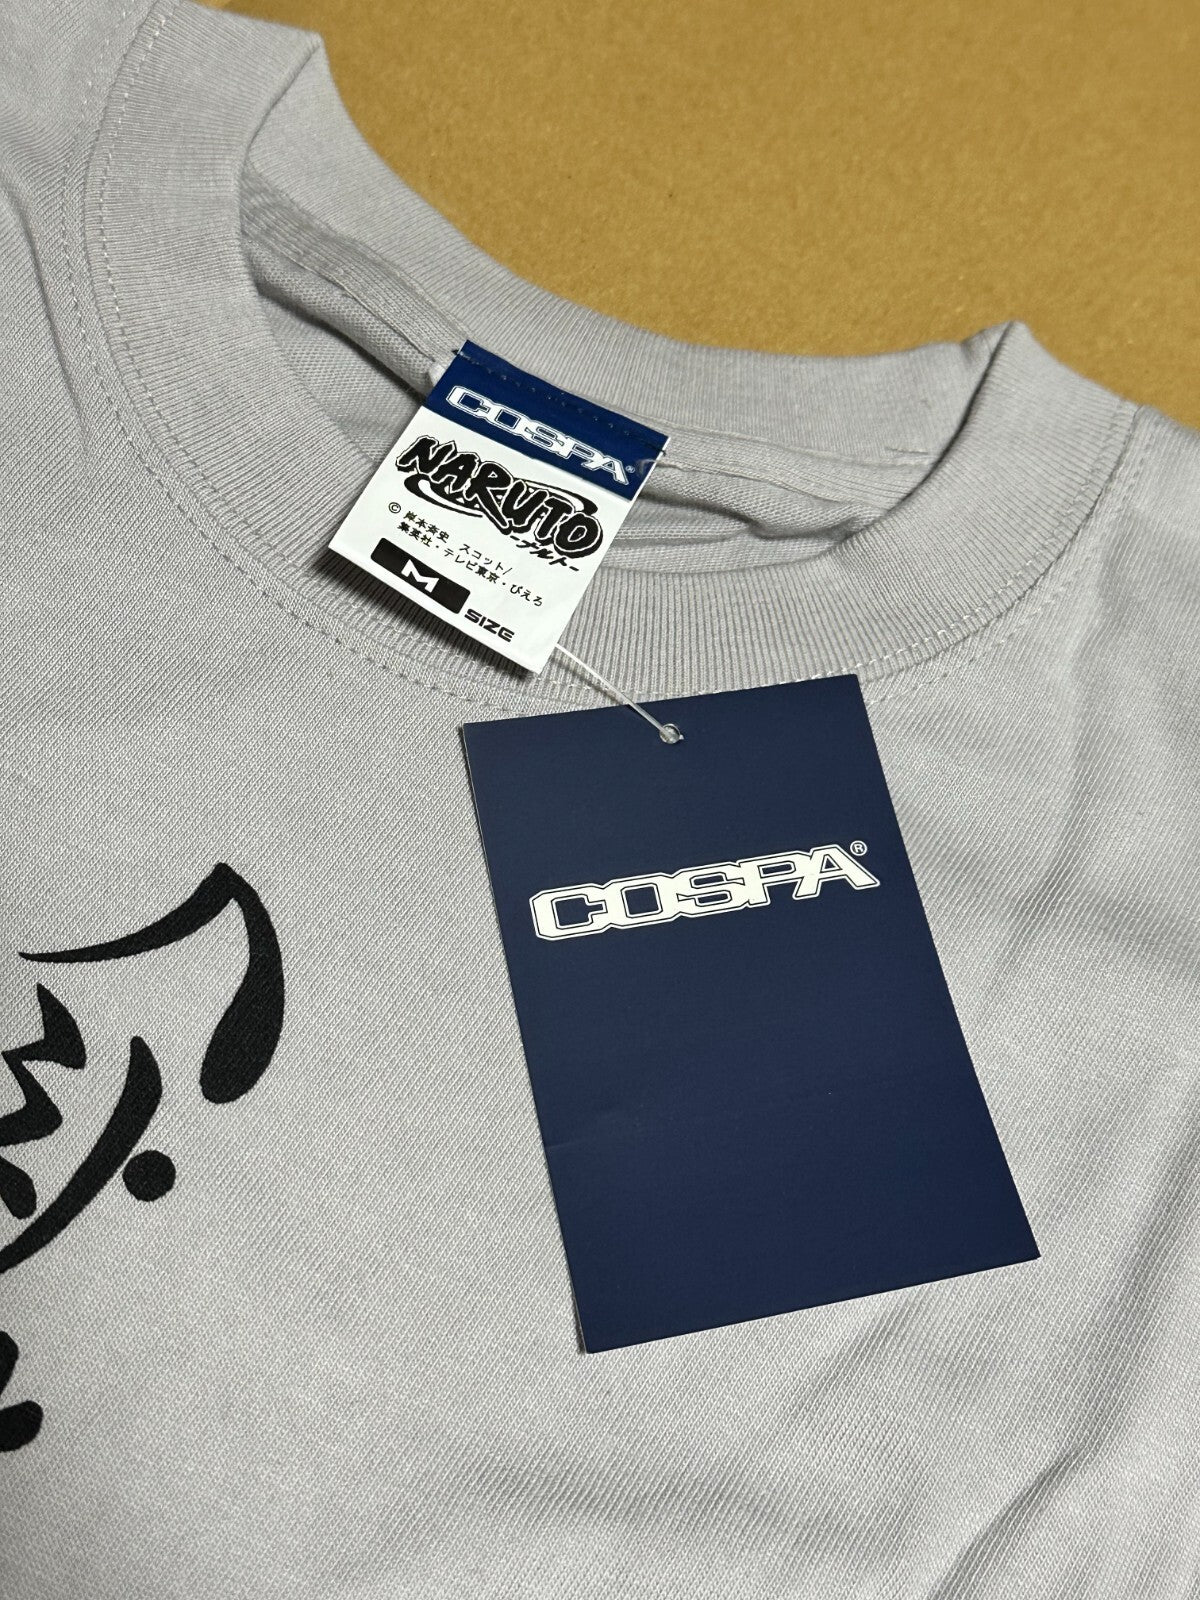 COSPA®
NARUTO
-ナルト-
© 岸本斉史 スコット/
集英社・テレビ東京・ぴえろ
M SIZE
COSPA®